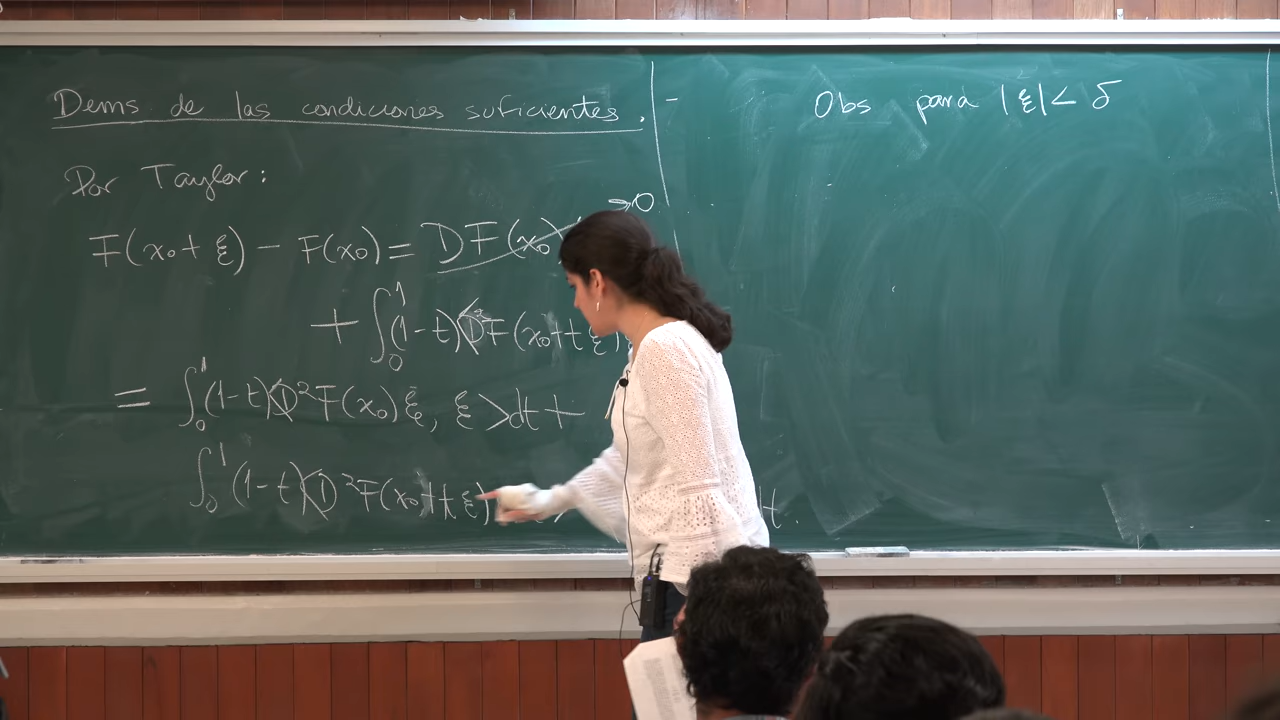 Dems de las condiciones suficientes.
Por Taylor:
F(x₀+ ξ) − F(x₀) = DF(x₀) →0
+ ∫₀¹(1-t)<D²F(x₀+tξ)
= ∫₀¹(1-t)<D²F(x₀)ξ, ξ>dt +
∫₀¹(1-t)<D²F(x₀+tξ) dt.
Obs para |ξ|< δ